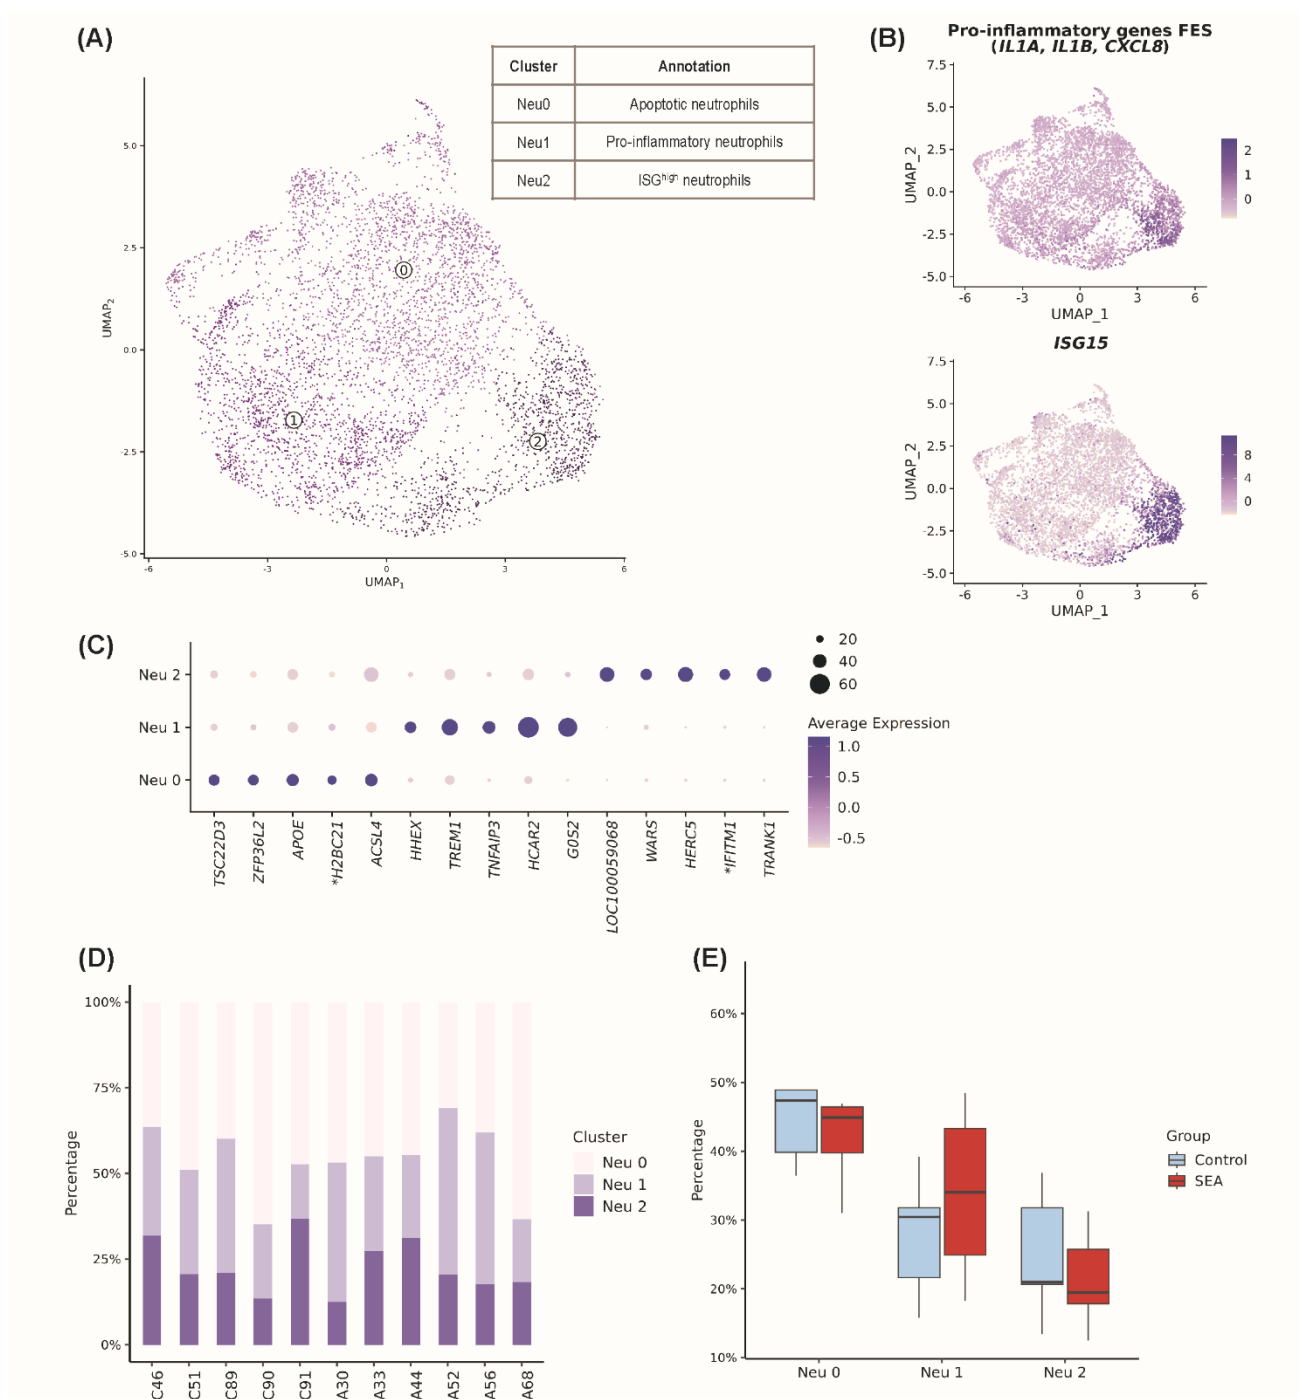 (A)
Cluster Annotation
Neu0 Apoptotic neutrophils
Neu1 Pro-inflammatory neutrophils
Neu2 ISGhigh neutrophils
5.0
2.5
0.0
-2.5
-5.0
UMAP2
0
1
2
-6 -3 0 3 6
UMAP1
(B)
Pro-inflammatory genes FES
(IL1A, IL1B, CXCL8)
7.5
5.0
2.5
0.0
-2.5
-5.0
UMAP_2
-6 -3 0 3 6
UMAP_1
2
1
0
ISG15
7.5
5.0
2.5
0.0
-2.5
-5.0
UMAP_2
-6 -3 0 3 6
UMAP_1
8
4
0
(C)
Neu 2
Neu 1
Neu 0
TSC22D3
ZFP36L2
APOE
*H2BC21
ACSL4
HHEX
TREM1
TNFAIP3
HCAR2
G0S2
LOC100059068
WARS
HERC5
*IFITM1
TRANK1
20
40
60
Average Expression
1.0
0.5
0.0
-0.5
(D)
100%
75%
50%
25%
0%
Percentage
C46
C51
C89
C90
C91
A30
A33
A44
A52
A56
A68
Cluster
Neu 0
Neu 1
Neu 2
(E)
60%
50%
40%
30%
20%
10%
Percentage
Neu 0 Neu 1 Neu 2
Group
Control
SEA